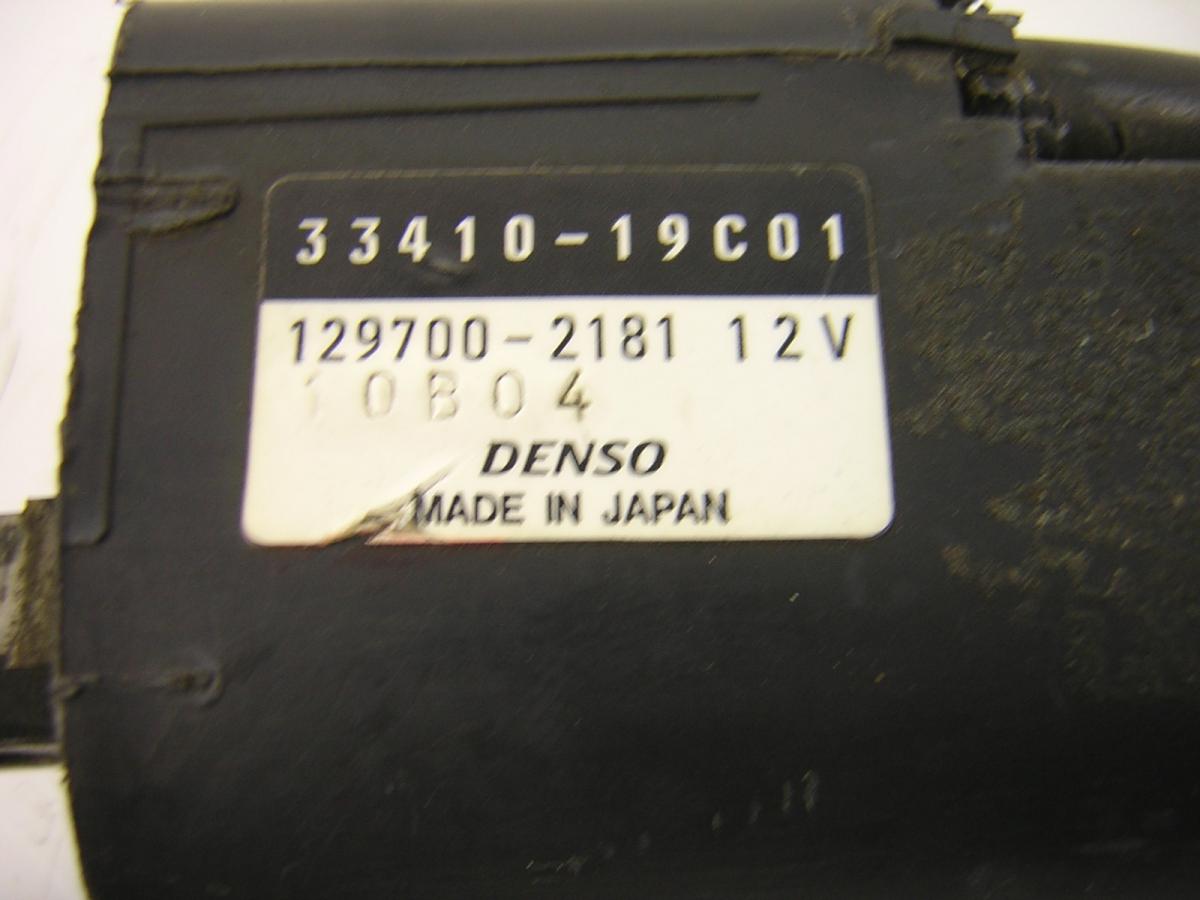 33410-19C01
129700-2181 12V
10B04
DENSO
MADE IN JAPAN